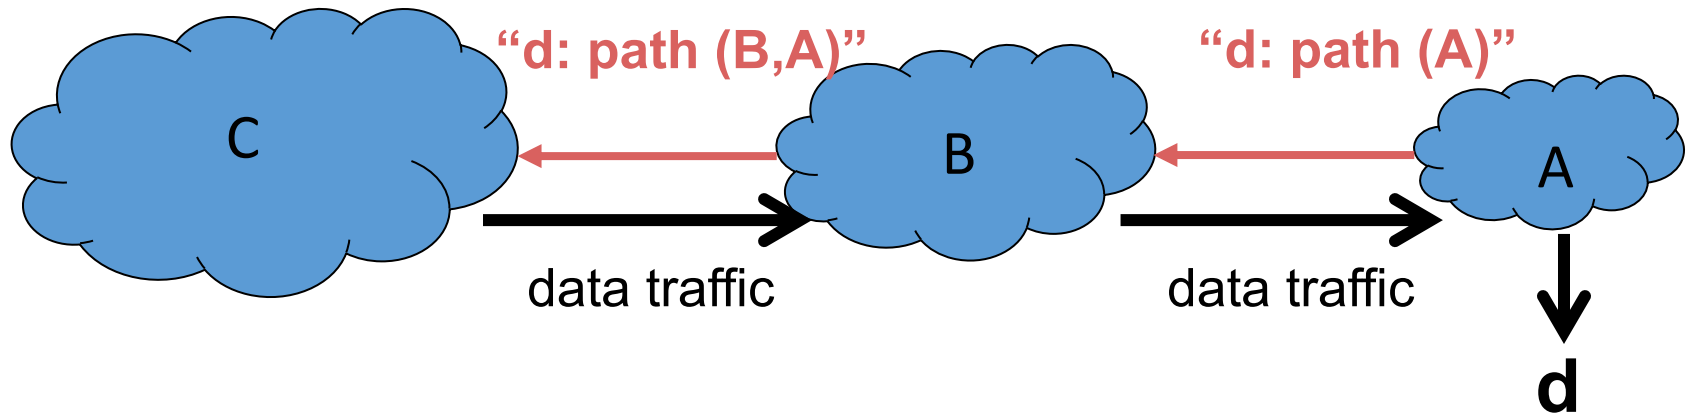 “d: path (B,A)”
“d: path (A)”
C
B
A
data traffic
data traffic
d